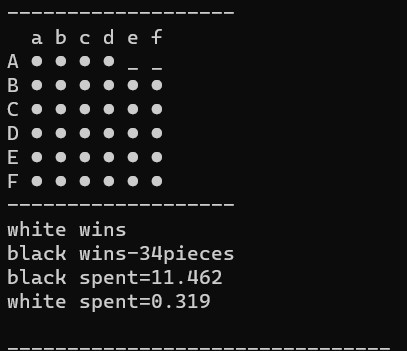 -------------------
a b c d e f
A ● ● ● ● _ _
B ● ● ● ● ● ●
C ● ● ● ● ● ●
D ● ● ● ● ● ●
E ● ● ● ● ● ●
F ● ● ● ● ● ●
-------------------
white wins
black wins-34pieces
black spent=11.462
white spent=0.319
--------------------------------